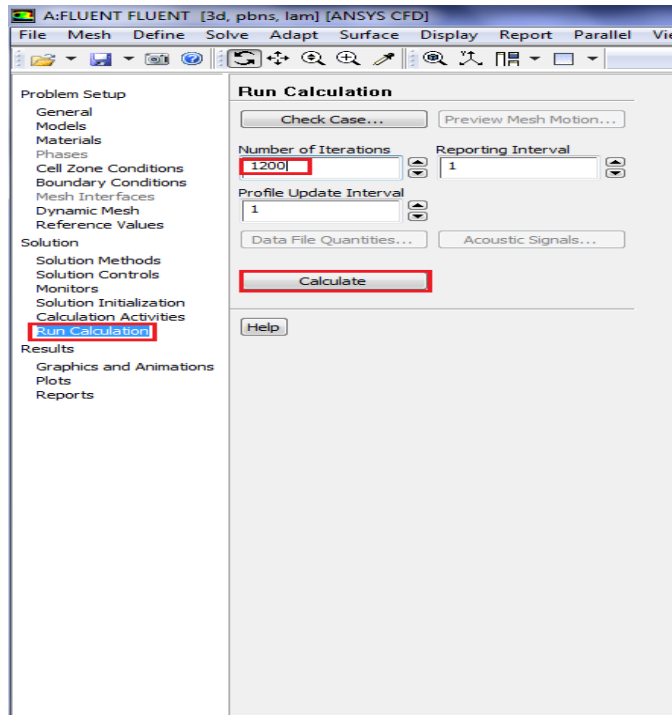 A:FLUENT FLUENT [3d, pbns, lam] [ANSYS CFD]
File Mesh Define Solve Adapt Surface Display Report Parallel Vie
Problem Setup
General
Models
Materials
Phases
Cell Zone Conditions
Boundary Conditions
Mesh Interfaces
Dynamic Mesh
Reference Values
Solution
Solution Methods
Solution Controls
Monitors
Solution Initialization
Calculation Activities
Run Calculation
Results
Graphics and Animations
Plots
Reports
Run Calculation
Check Case... Preview Mesh Motion...
Number of Iterations Reporting Interval
1200 1
Profile Update Interval
1
Data File Quantities... Acoustic Signals...
Calculate
Help